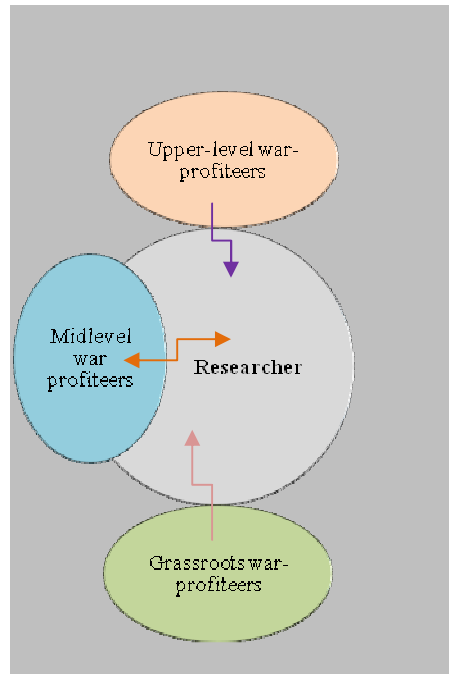 Upper-level war-
profiteers
Midlevel
war
profiteers
Researcher
Grassroots war-
profiteers